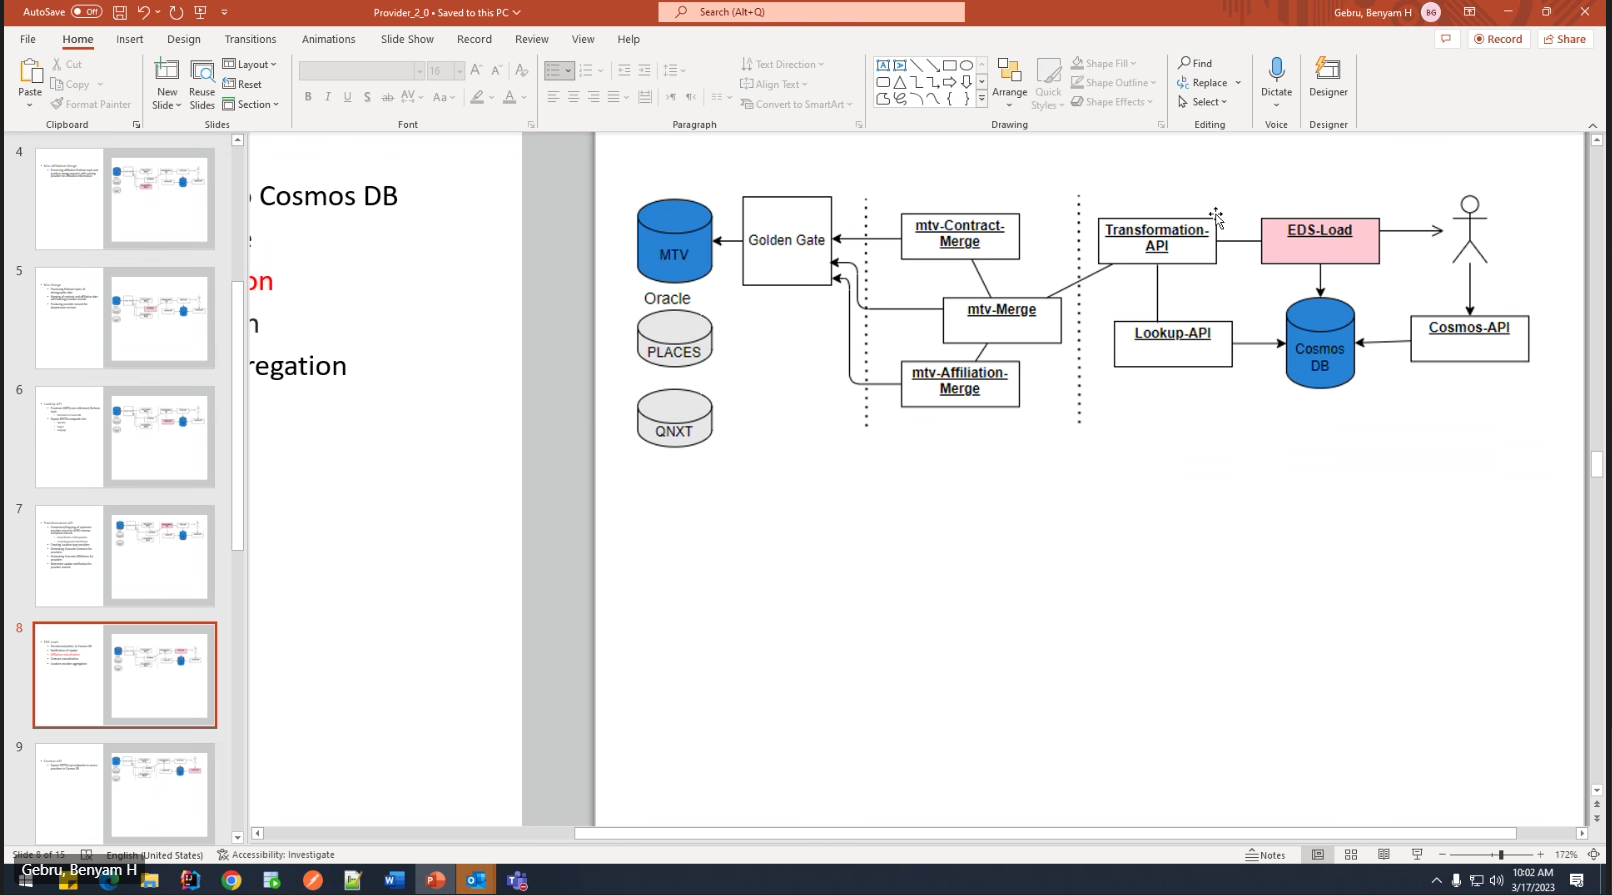 AutoSave Off Provider_2_0 • Saved to this PC Search (Alt+Q) Gebru, Benyam H BG
File Home Insert Design Transitions Animations Slide Show Record Review View Help Record Share
Paste Cut Copy Format Painter
Clipboard
New Slide Reuse Slides Layout Reset Section
Slides
16 A A A
B I U S ab AV Aa A
Font
Text Direction
Align Text
Convert to SmartArt
Paragraph
Arrange Quick Styles Shape Fill Shape Outline Shape Effects
Drawing
Find
Replace
Select
Editing
Dictate
Voice
Designer
Designer
4
5
6
7
8
9
Cosmos DB
on
regation
MTV
Oracle
PLACES
QNXT
Golden Gate
mtv-Contract-
Merge
mtv-Merge
mtv-Affiliation-
Merge
Transformation-
API
Lookup-API
EDS-Load
Cosmos
DB
Cosmos-API
Slide 8 of 15 English (United States) Accessibility: Investigate Notes 172%
Gebru, Benyam H
10:02 AM
3/17/2023